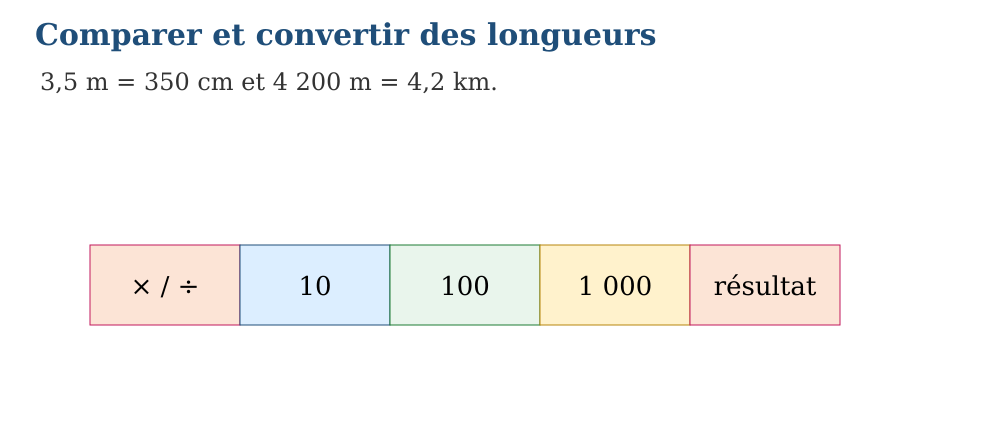 Comparer et convertir des longueurs
3,5 m = 350 cm et 4 200 m = 4,2 km.
× / ÷ 10 100 1 000 résultat